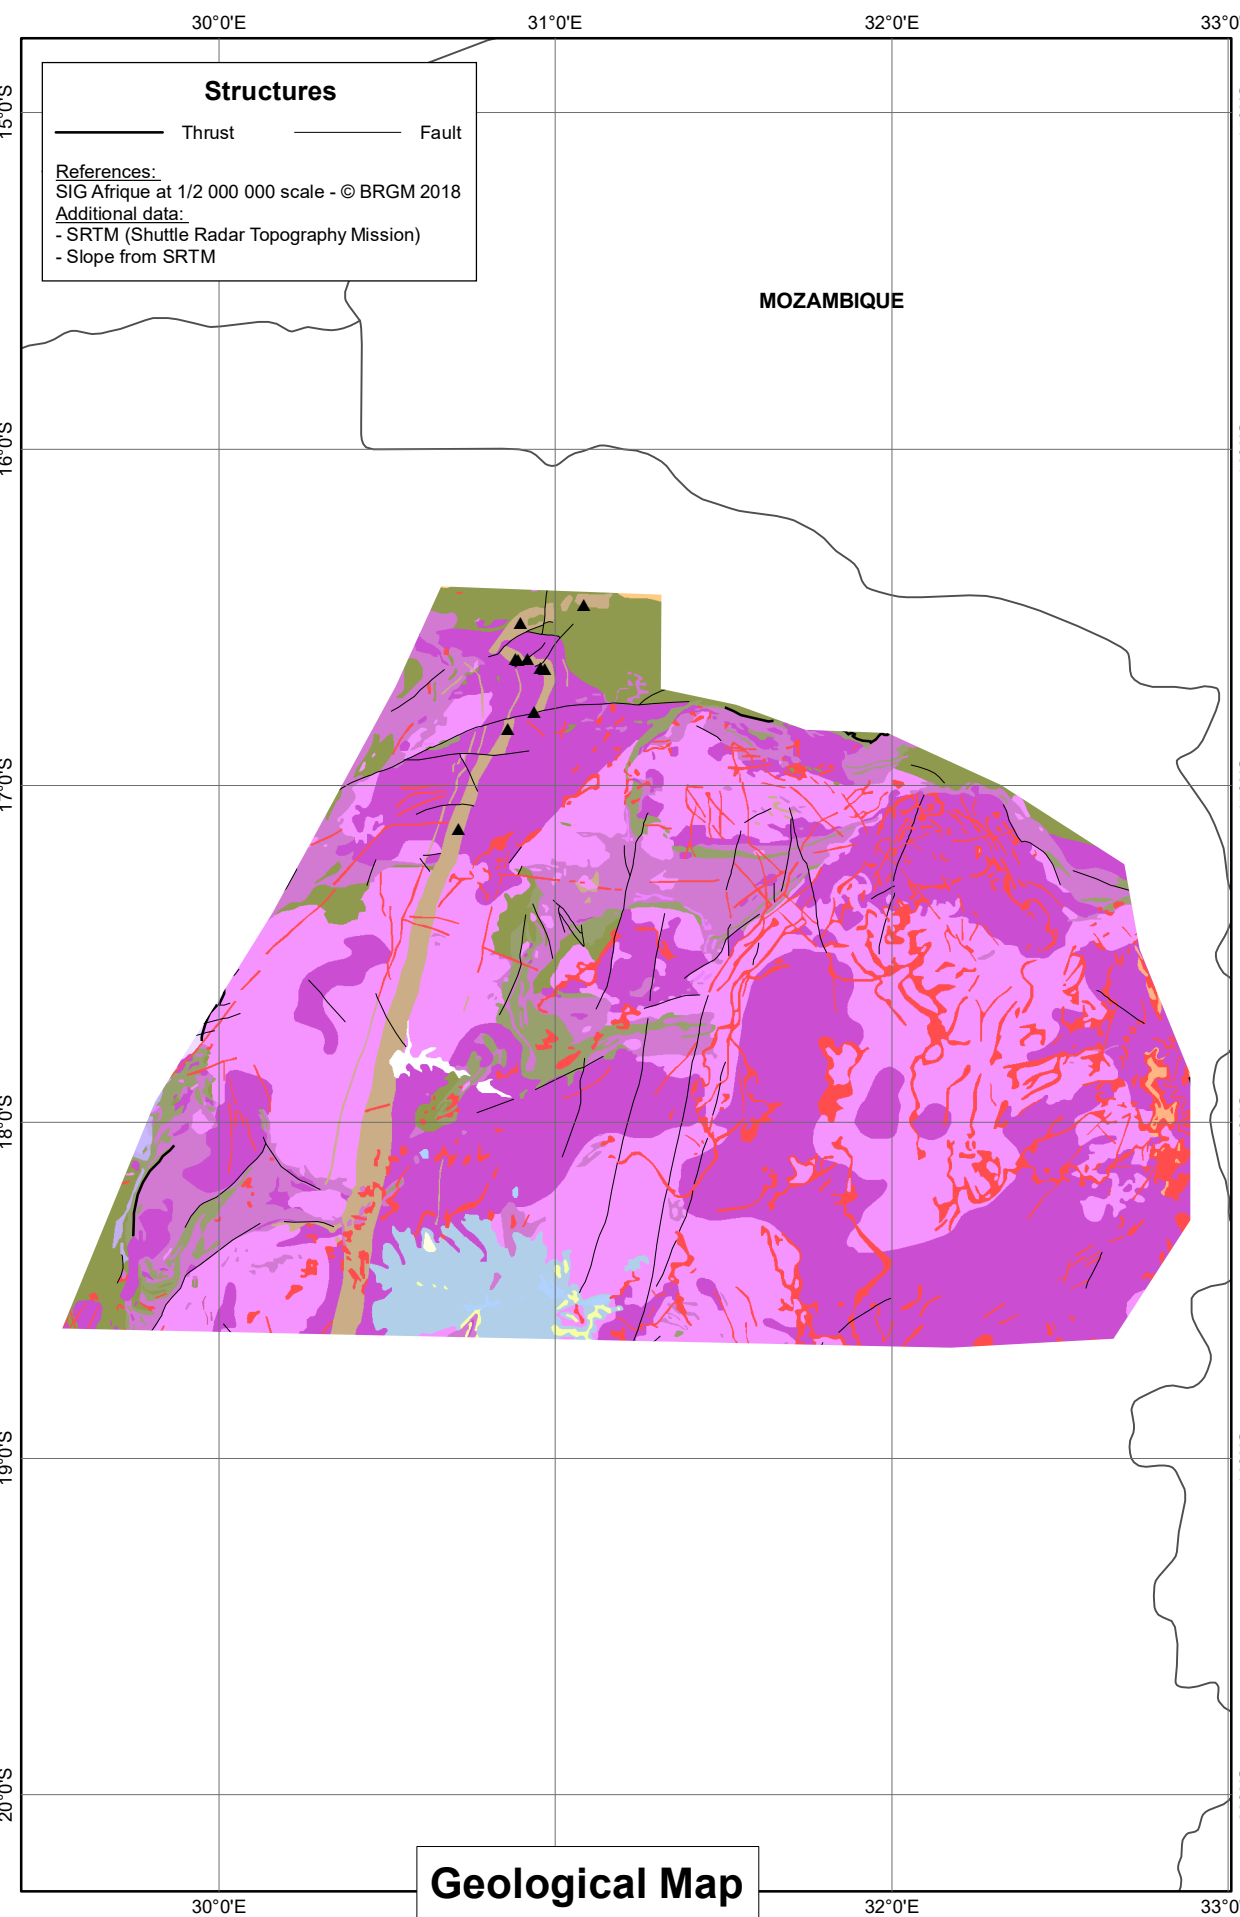 30°0'E 31°0'E 32°0'E 33°0'
15°0'S
Structures
Thrust Fault
References:
SIG Afrique at 1/2 000 000 scale - © BRGM 2018
Additional data:
- SRTM (Shuttle Radar Topography Mission)
- Slope from SRTM
MOZAMBIQUE
16°0'S
17°0'S
18°0'S
19°0'S
20°0'S
Geological Map
30°0'E 32°0'E 33°0'